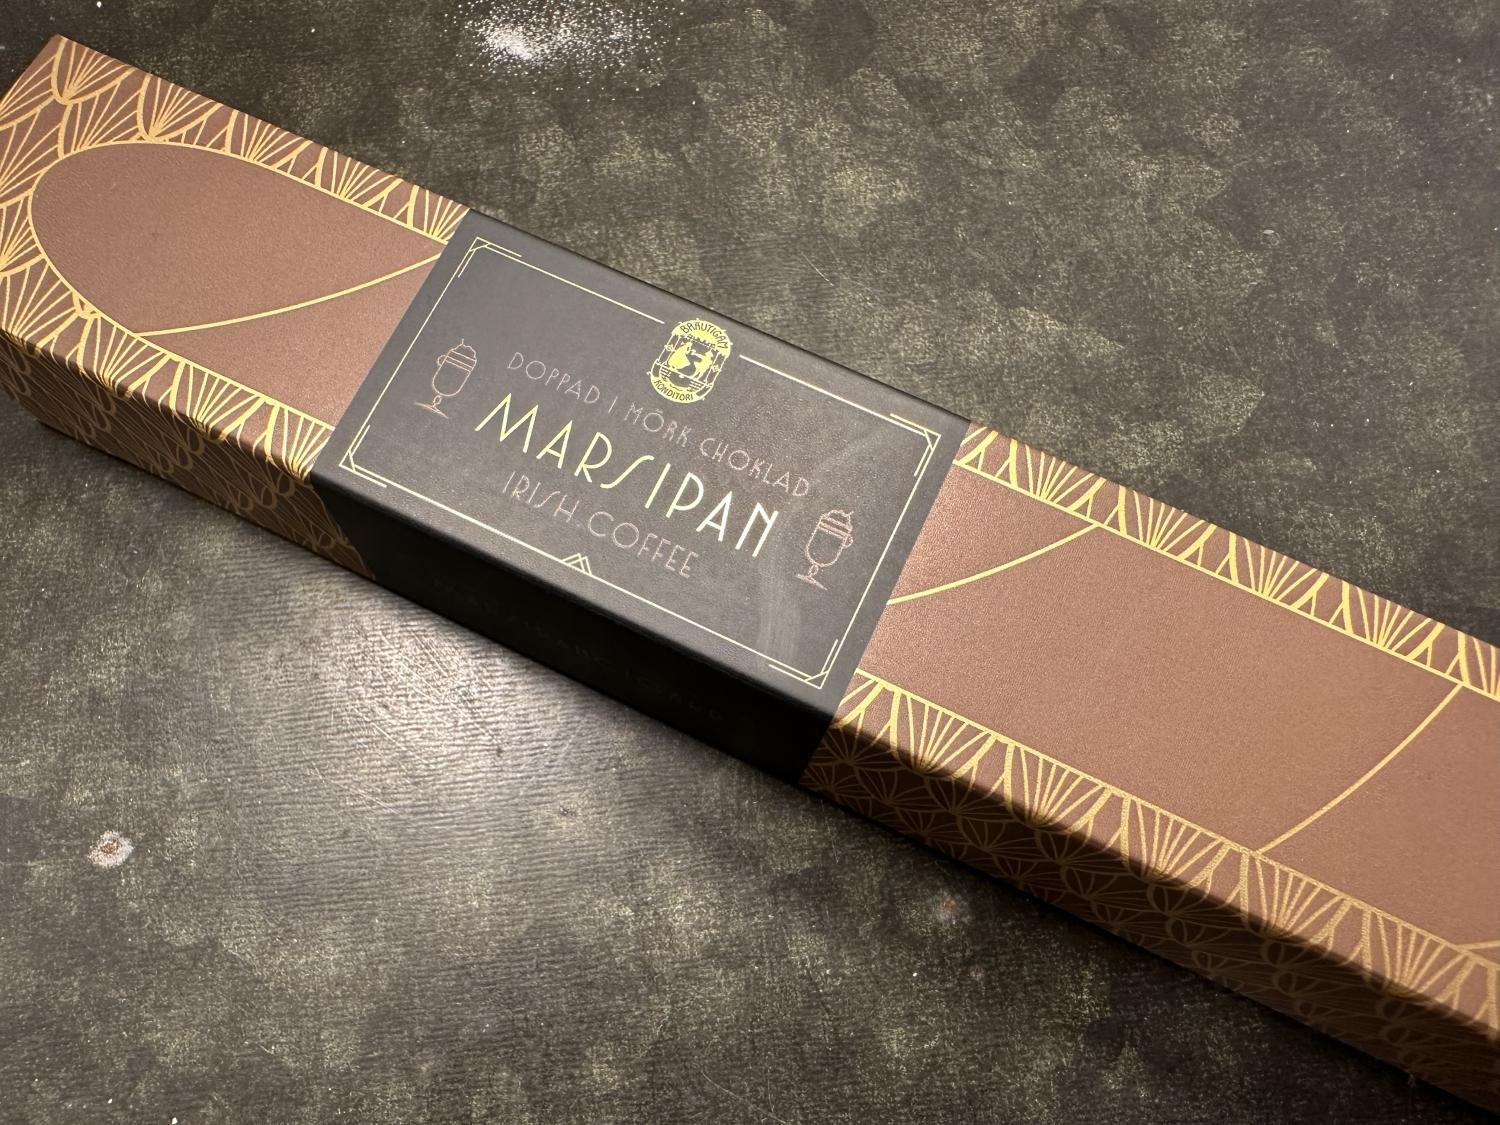 BRÄUTIGAM
KONDITORI
DOPPAD I MÖRK CHOKLAD
MARSIPAN
IRISH COFFEE